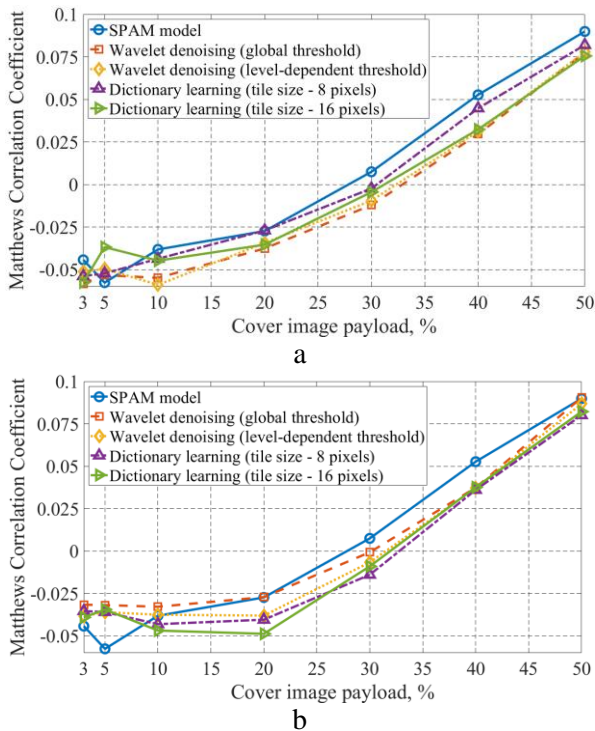 a
0.1
0.075
0.05
0.025
0
-0.025
-0.05
Matthews Correlation Coefficient
SPAM model
Wavelet denoising (global threshold)
Wavelet denoising (level-dependent threshold)
Dictionary learning (tile size - 8 pixels)
Dictionary learning (tile size - 16 pixels)
3 5 10 15 20 25 30 35 40 45 50
Cover image payload, %
a
0.1
0.075
0.05
0.025
0
-0.025
-0.05
Matthews Correlation Coefficient
SPAM model
Wavelet denoising (global threshold)
Wavelet denoising (level-dependent threshold)
Dictionary learning (tile size - 8 pixels)
Dictionary learning (tile size - 16 pixels)
3 5 10 15 20 25 30 35 40 45 50
Cover image payload, %
b